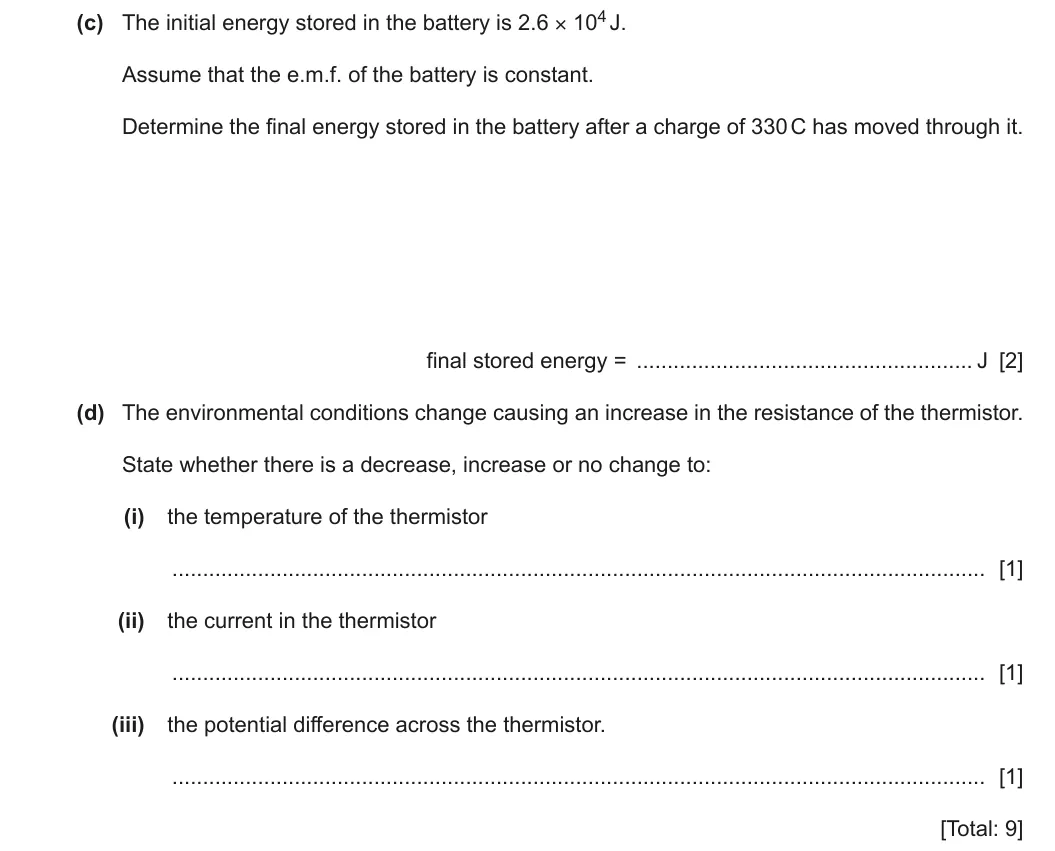 (c) The initial energy stored in the battery is 2.6 × 10⁴ J.
Assume that the e.m.f. of the battery is constant.
Determine the final energy stored in the battery after a charge of 330 C has moved through it.
final stored energy = ...................................................... J [2]
(d) The environmental conditions change causing an increase in the resistance of the thermistor.
State whether there is a decrease, increase or no change to:
(i) the temperature of the thermistor
...................................................................................................................................... [1]
(ii) the current in the thermistor
...................................................................................................................................... [1]
(iii) the potential difference across the thermistor.
...................................................................................................................................... [1]
[Total: 9]